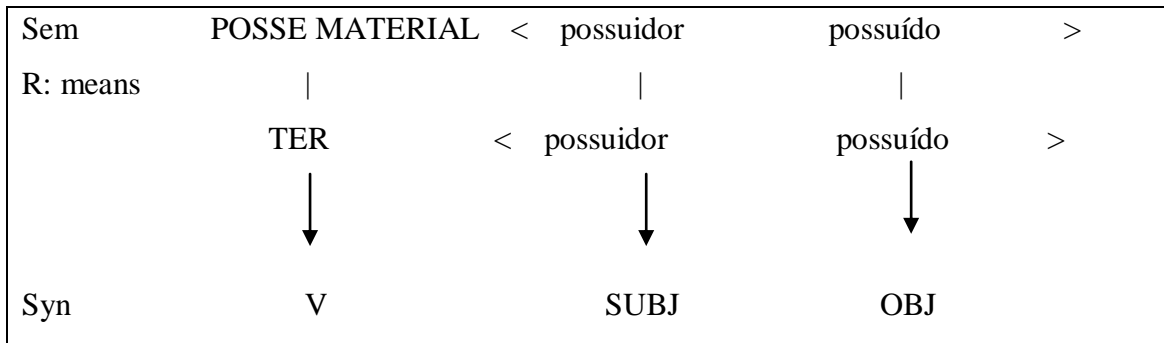 Sem POSSE MATERIAL < possuidor possuído >
R: means | | |
TER < possuidor possuído >
Syn V SUBJ OBJ